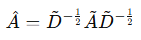 Â = D̃^{-1/2} Ã D̃^{-1/2}